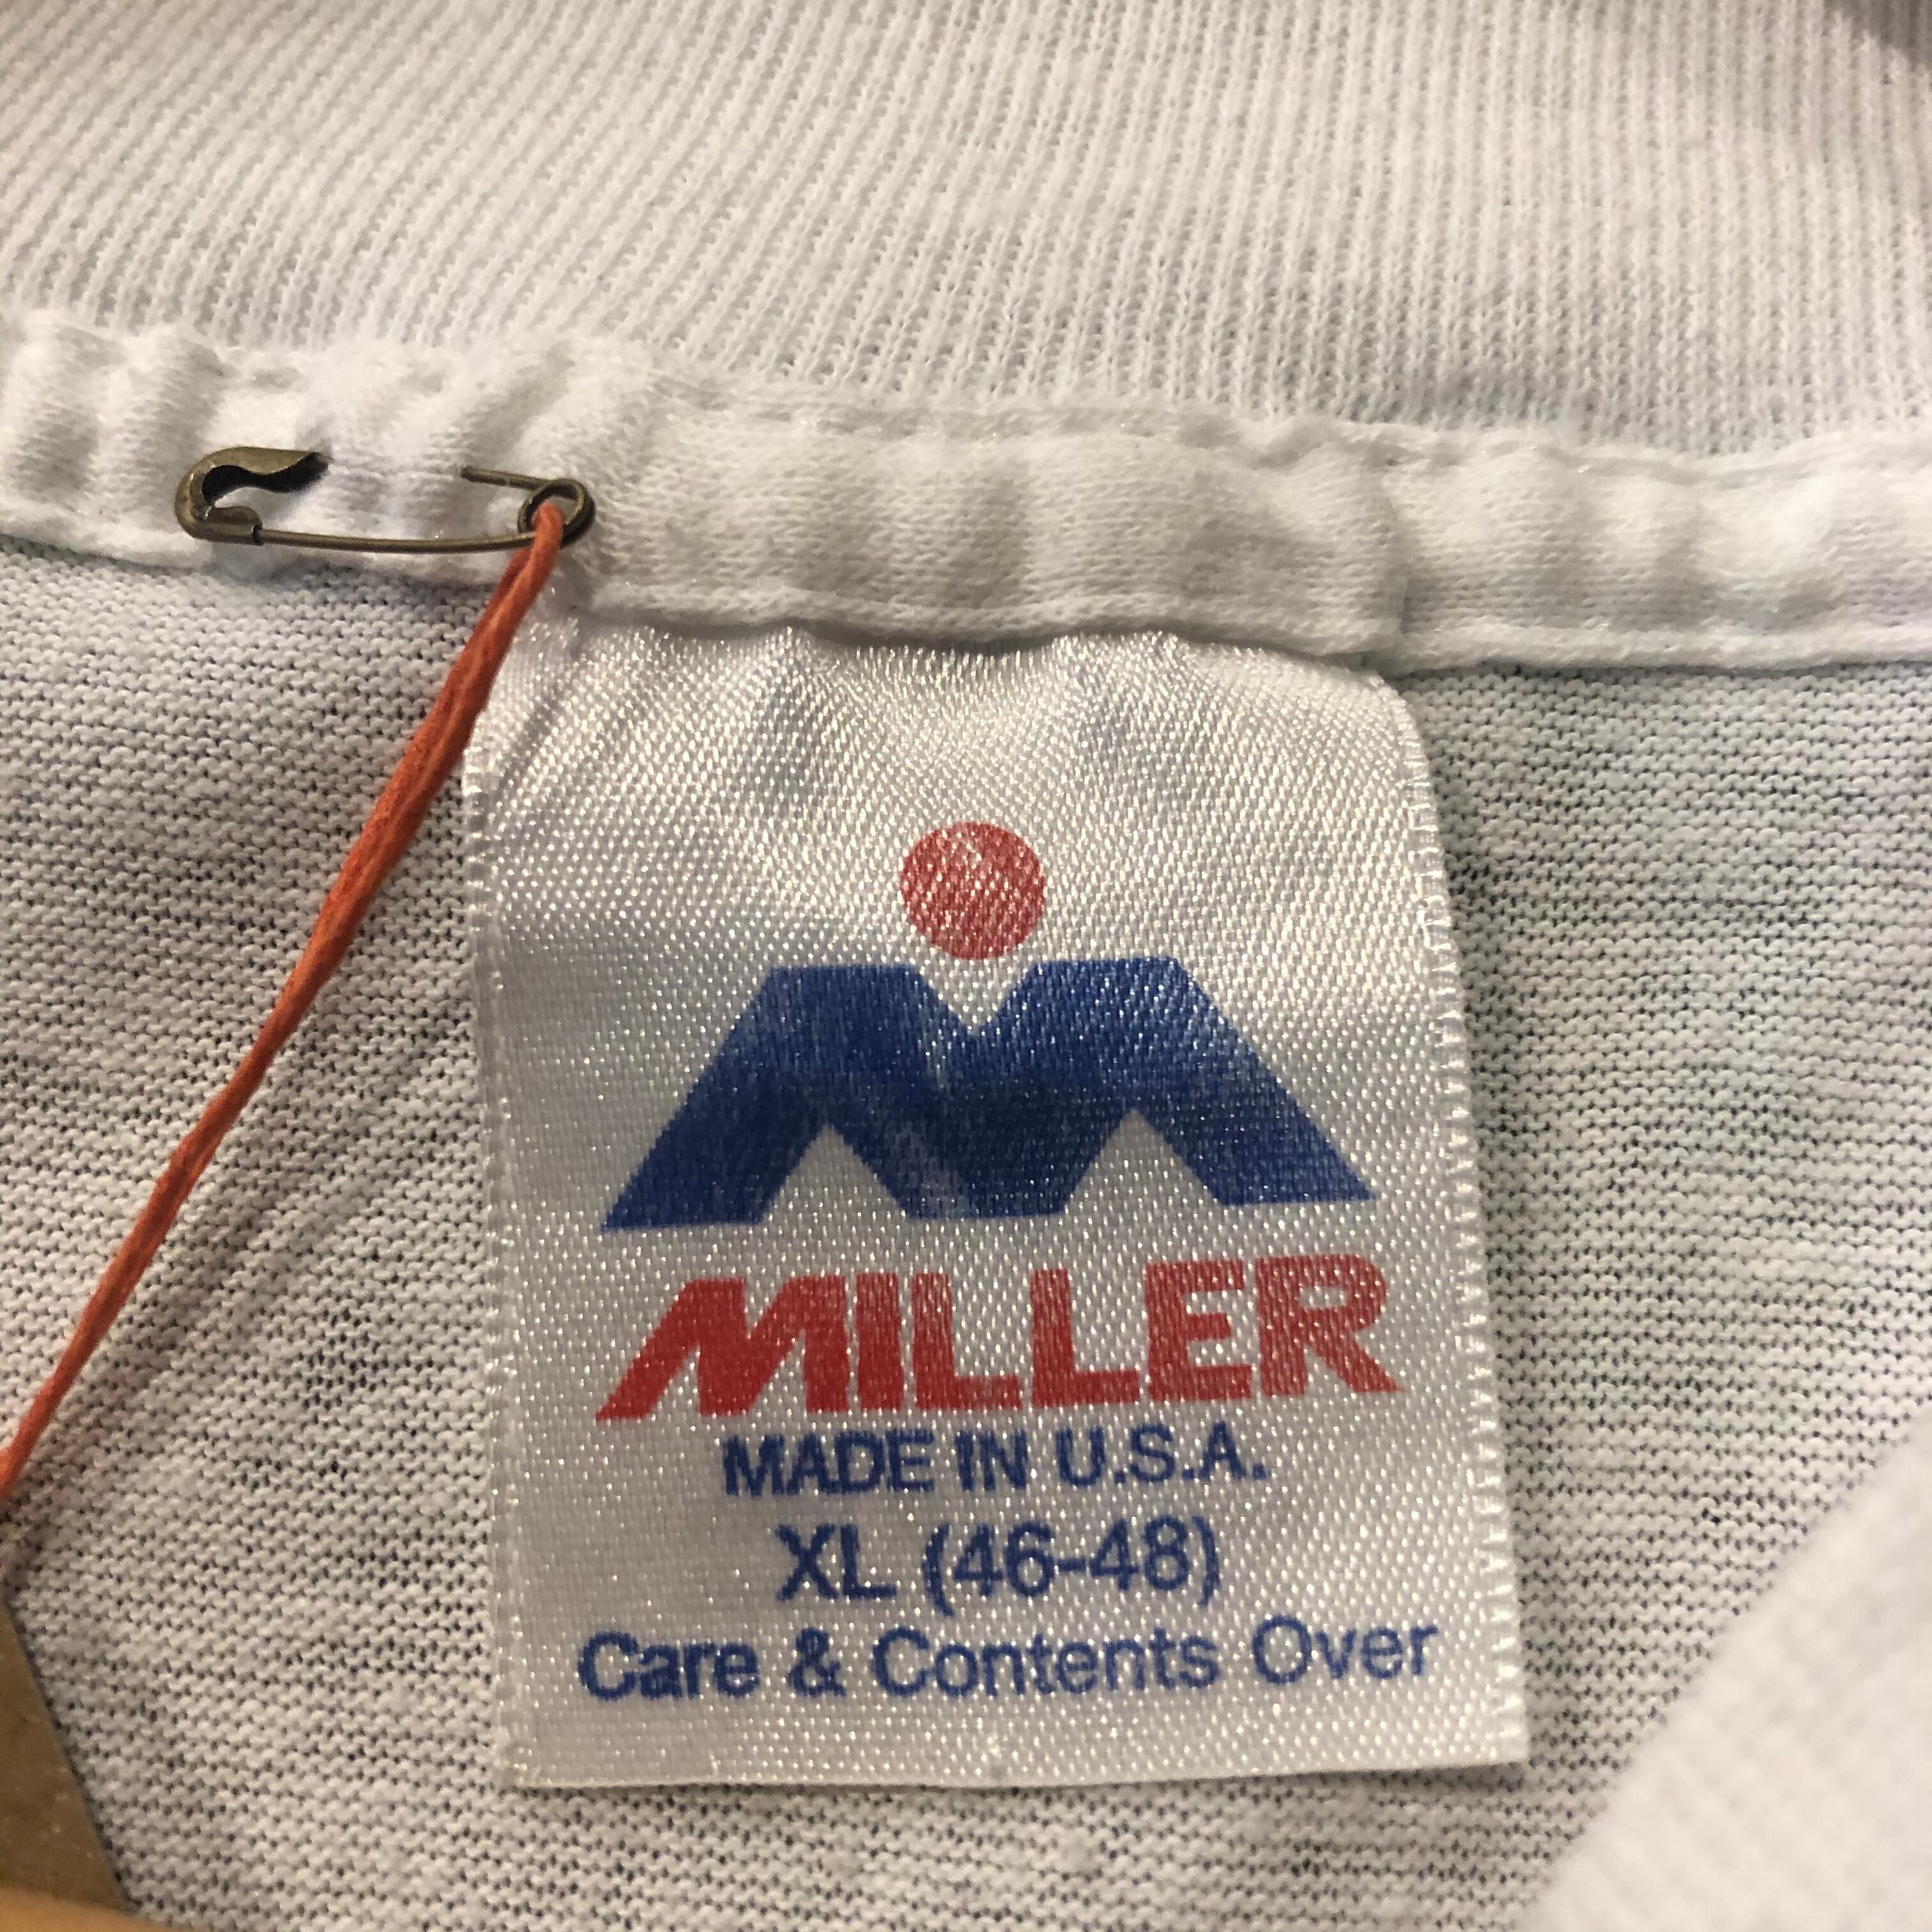 MILLER
MADE IN U.S.A.
XL (46-48)
Care & Contents Over